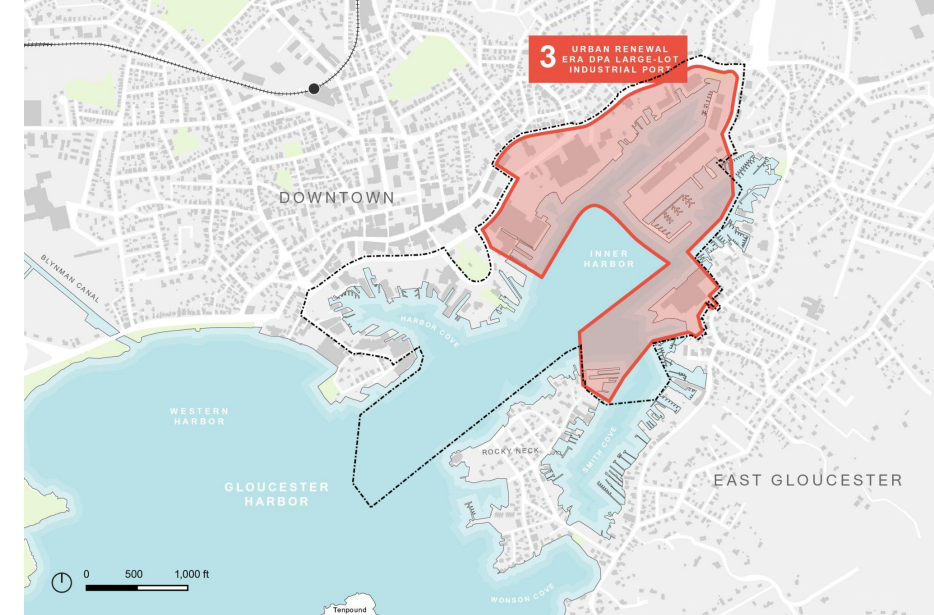 3
URBAN RENEWAL
ERA DPA LARGE-LOT
INDUSTRIAL PORT
DOWNTOWN
INNER
HARBOR
BLYNMAN CANAL
HARBOR COVE
WESTERN
HARBOR
ROCKY NECK
SMITH COVE
EAST GLOUCESTER
GLOUCESTER
HARBOR
0 500 1,000 ft
WONSON COVE
Tenpound